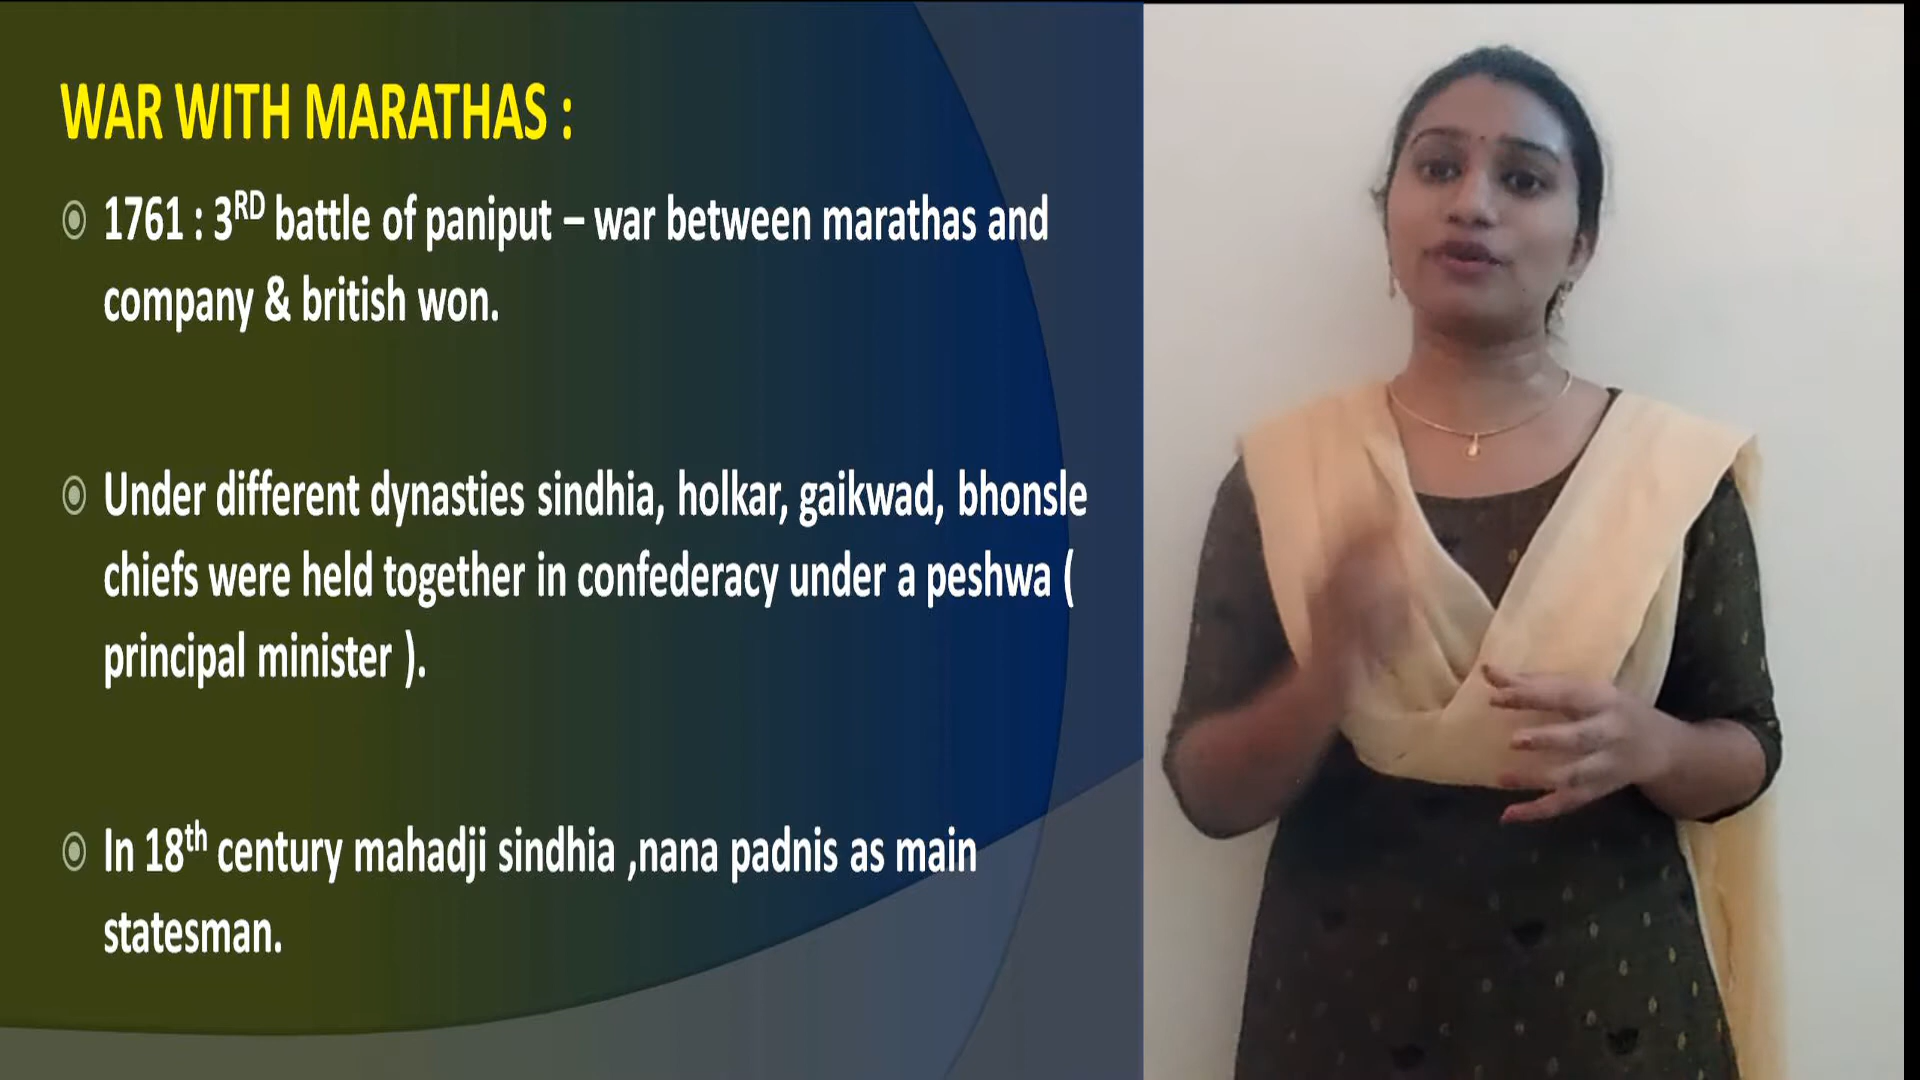 WAR WITH MARATHAS :
1761 : 3RD battle of paniput – war between marathas and
company & british won.
Under different dynasties sindhia, holkar, gaikwad, bhonsle
chiefs were held together in confederacy under a peshwa (
principal minister ).
In 18th century mahadji sindhia ,nana padnis as main
statesman.